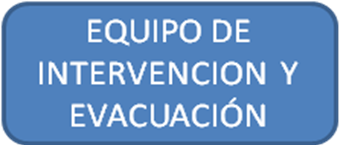 EQUIPO DE
INTERVENCION Y
EVACUACIÓN